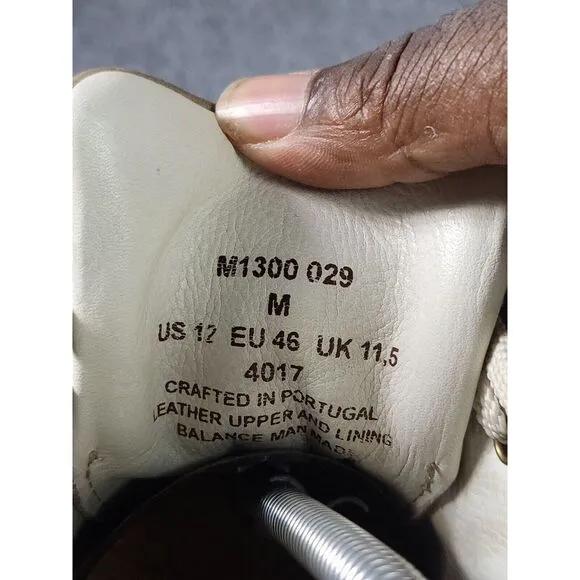 M1300 029
M
US 12 EU 46 UK 11,5
4017
CRAFTED IN PORTUGAL
LEATHER UPPER AND LINING
BALANCE MAN MADE